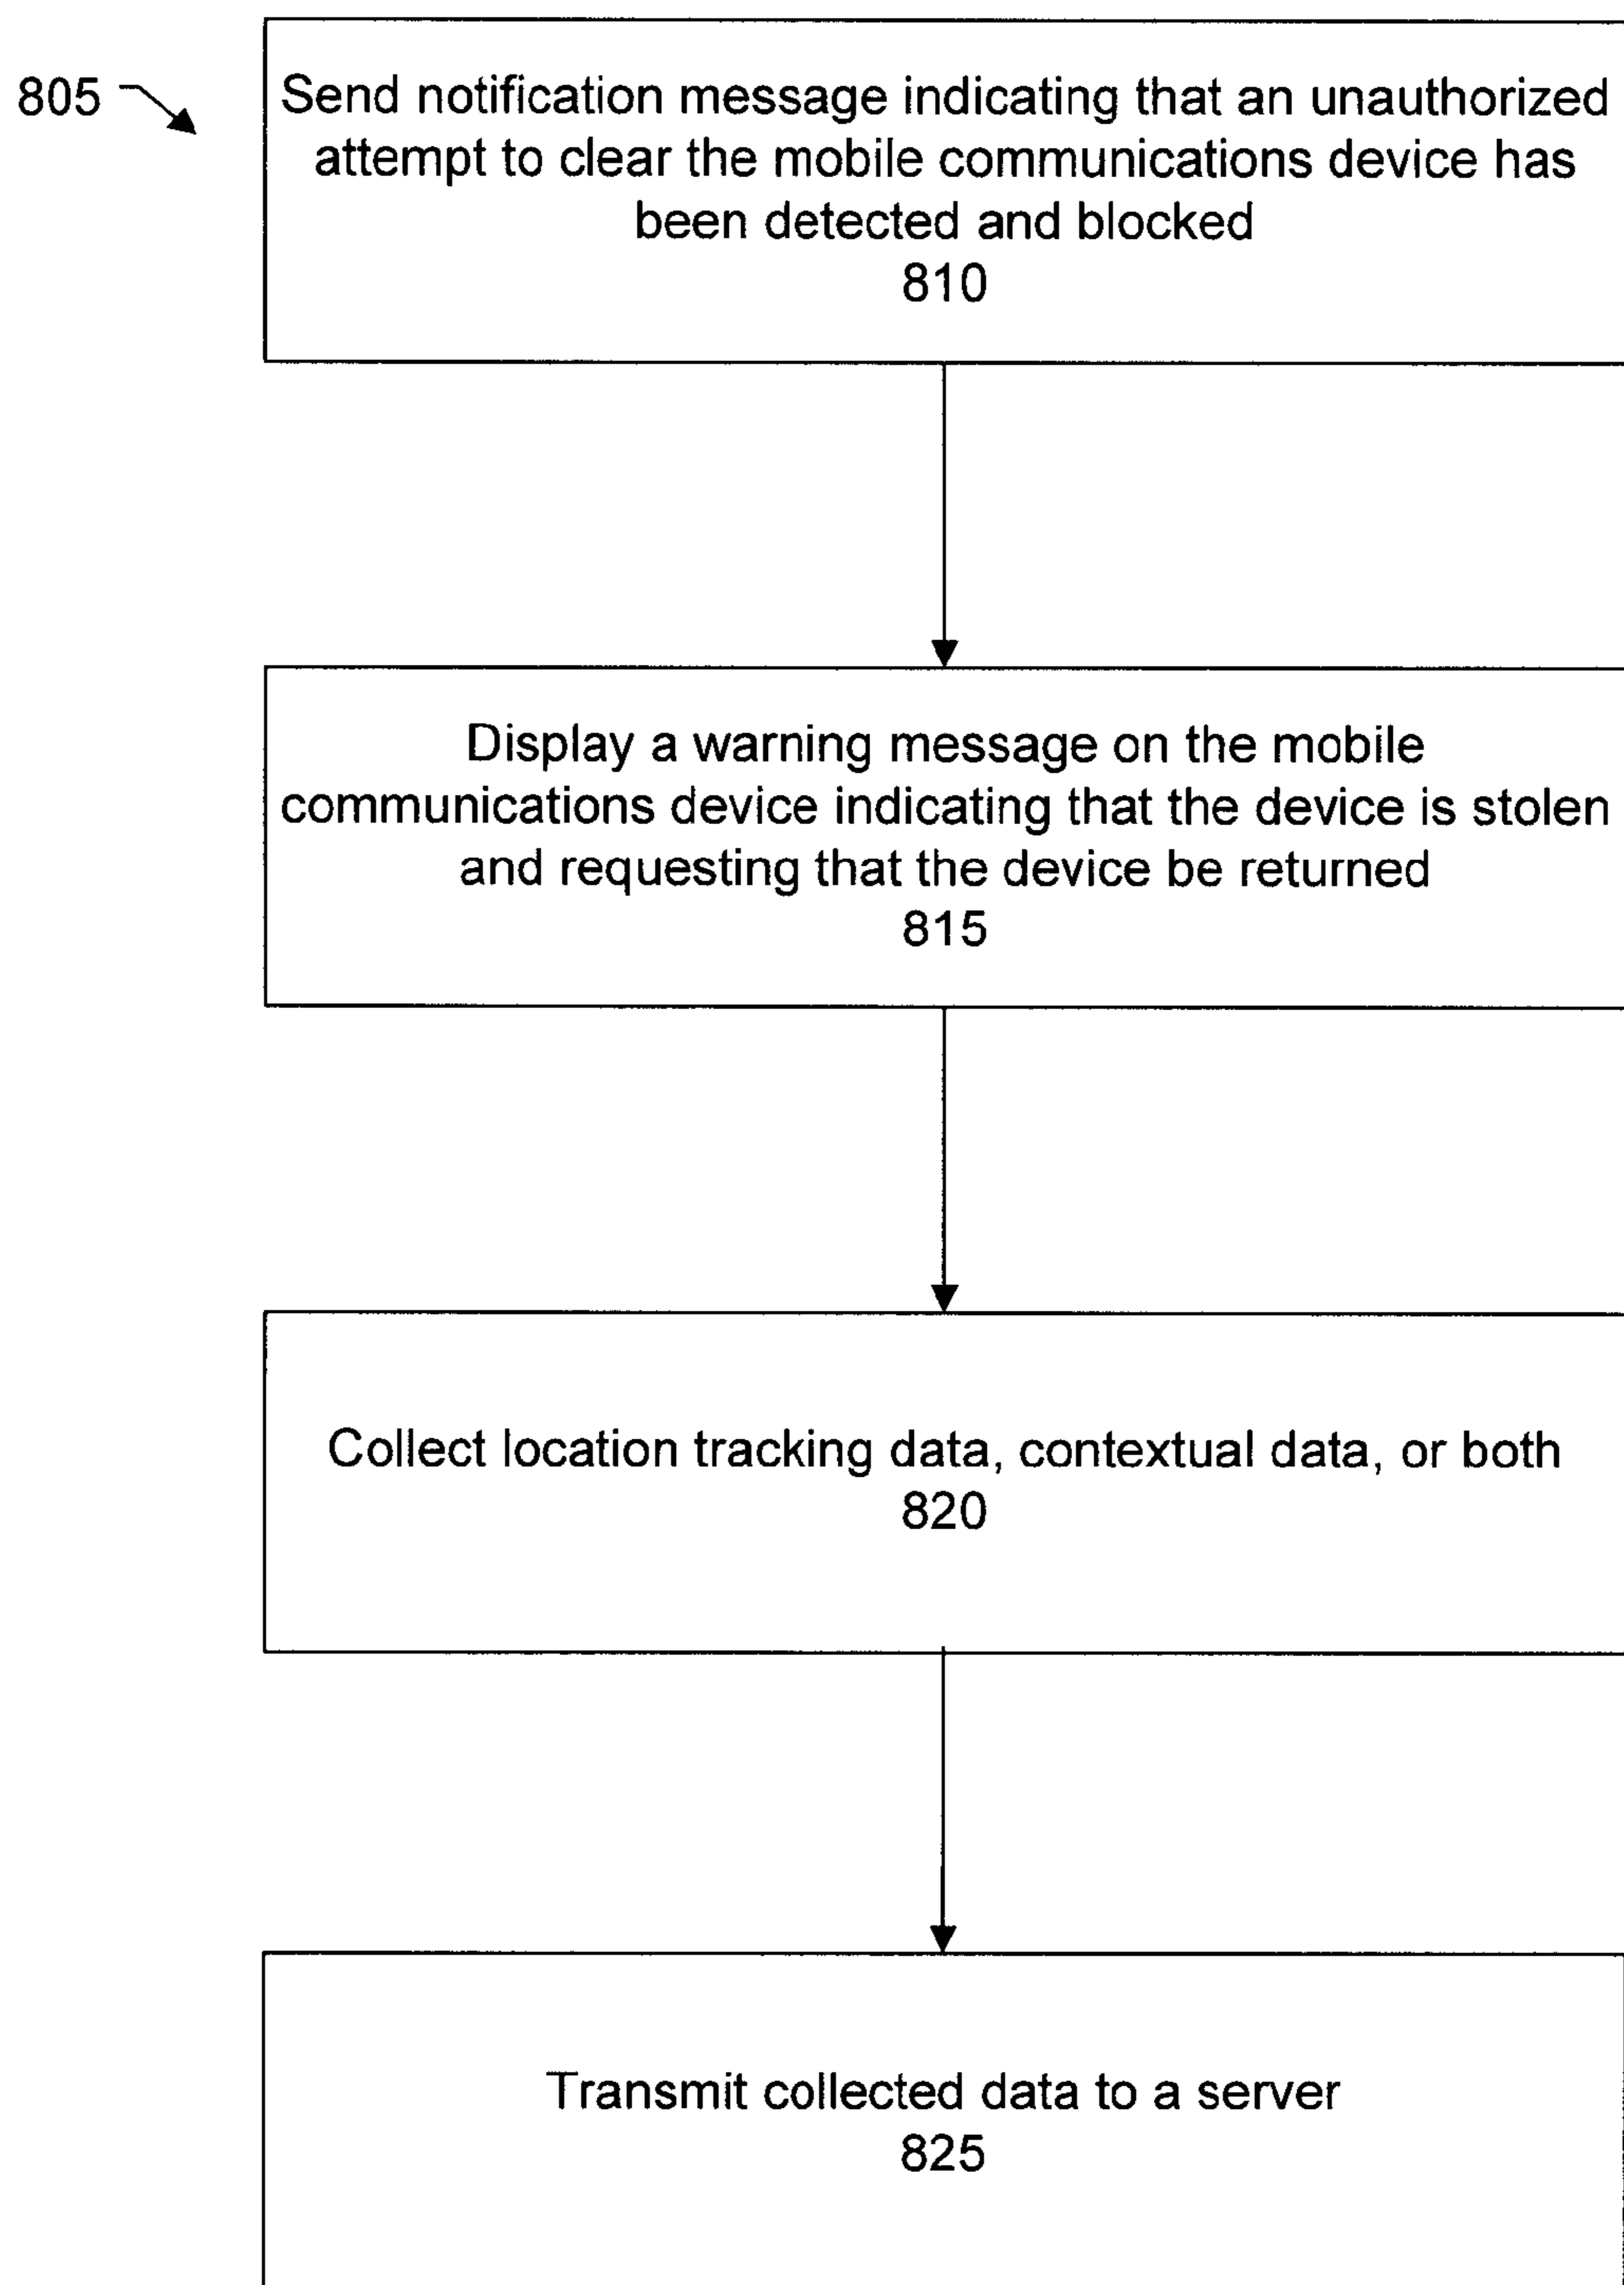 805
Send notification message indicating that an unauthorized
attempt to clear the mobile communications device has
been detected and blocked
810
Display a warning message on the mobile
communications device indicating that the device is stolen
and requesting that the device be returned
815
Collect location tracking data, contextual data, or both
820
Transmit collected data to a server
825